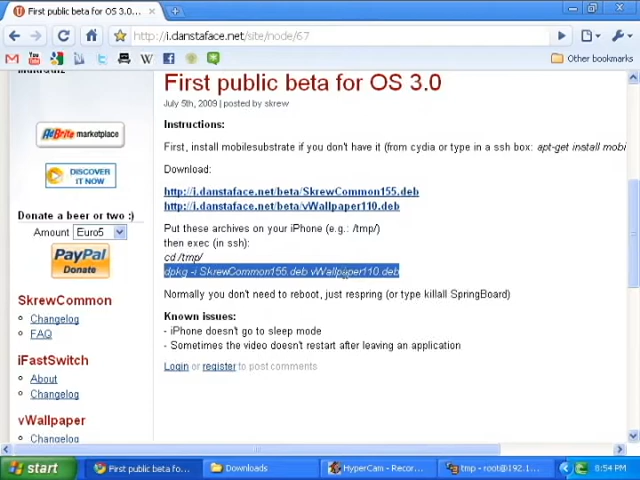 First public beta for OS 3.0...
http://i.danstaface.net/site/node/67
Other bookmarks
First public beta for OS 3.0
July 5th, 2009 | posted by skrew
Instructions:
First, install mobilesubstrate if you don't have it (from cydia or type in a ssh box: apt-get install mobi
Download:
http://i.danstaface.net/beta/SkrewCommon155.deb
http://i.danstaface.net/beta/vWallpaper110.deb
Put these archives on your iPhone (e.g.: /tmp/)
then exec (in ssh):
cd /tmp/
dpkg -i SkrewCommon155.deb vWallpaper110.deb
Normally you don't need to reboot, just respring (or type killall SpringBoard)
Known issues:
- iPhone doesn't go to sleep mode
- Sometimes the video doesn't restart after leaving an application
Login or register to post comments
AdBrite marketplace
DISCOVER
IT NOW
Donate a beer or two :)
Amount Euro5
PayPal
Donate
SkrewCommon
Changelog
FAQ
iFastSwitch
About
Changelog
vWallpaper
Changelog
start
First public beta fo...
Downloads
HyperCam - Recor...
tmp - root@192.1...
8:54 PM